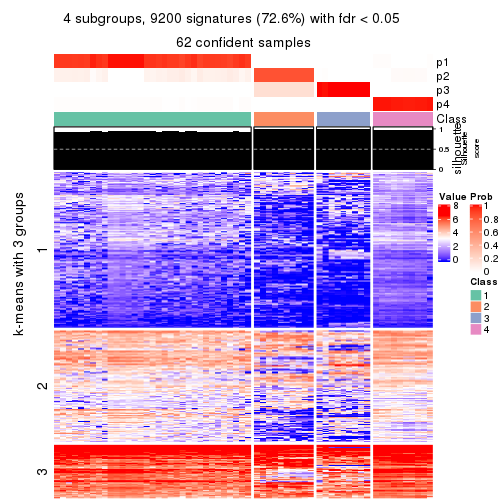 4 subgroups, 9200 signatures (72.6%) with fdr < 0.05
62 confident samples
p1
p2
p3
p4
Class
1
0.5
0
silhouette
Silhouette
score
k-means with 3 groups
1
2
3
Value
8
6
4
2
0
Prob
1
0.8
0.6
0.4
0.2
0
Class
1
2
3
4